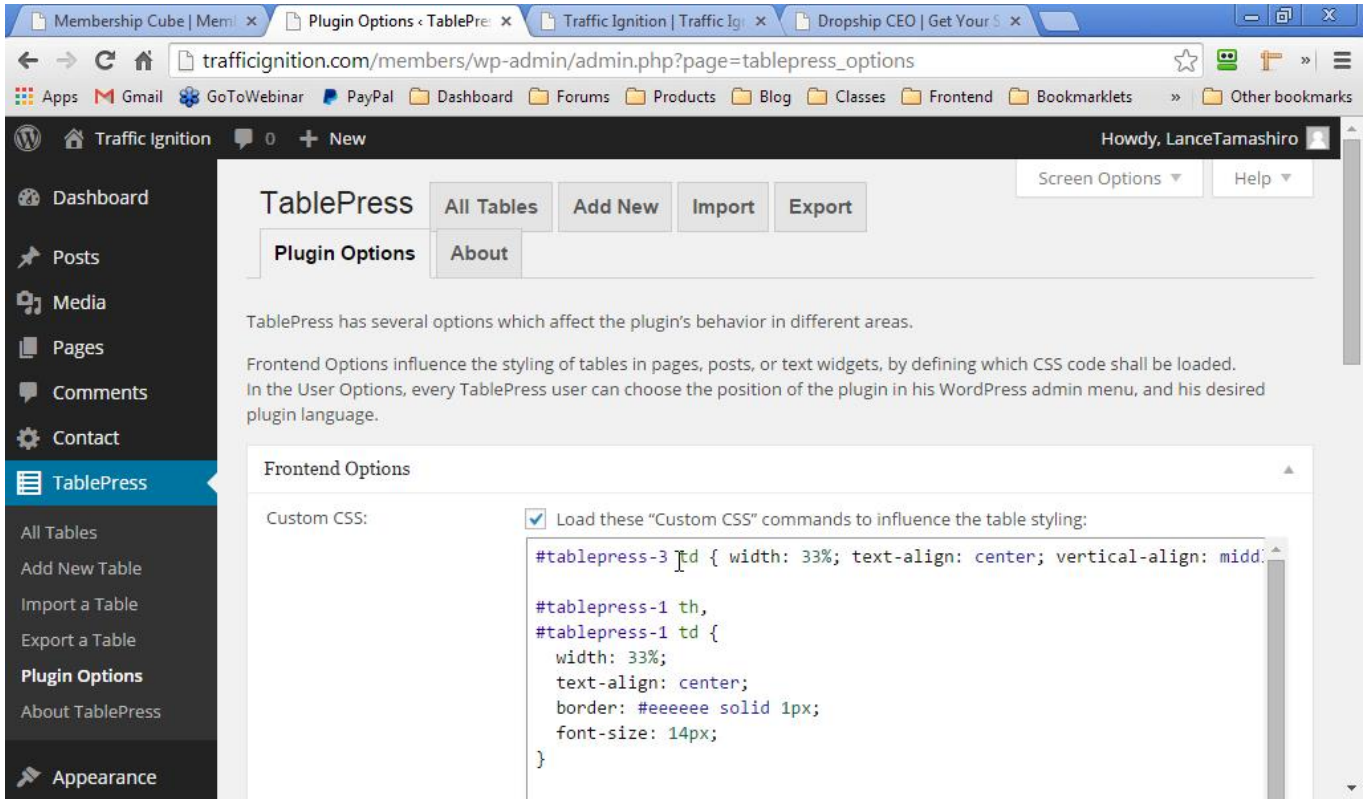 Membership Cube | Mem
Plugin Options ‹ TablePre
Traffic Ignition | Traffic Ig
Dropship CEO | Get Your S
trafficignition.com/members/wp-admin/admin.php?page=tablepress_options
Apps Gmail GoToWebinar PayPal Dashboard Forums Products Blog Classes Frontend Bookmarklets » Other bookmarks
Traffic Ignition 0 + New Howdy, LanceTamashiro
Screen Options Help
Dashboard
Posts
Media
Pages
Comments
Contact
TablePress
All Tables
Add New Table
Import a Table
Export a Table
Plugin Options
About TablePress
Appearance
TablePress All Tables Add New Import Export
Plugin Options About
TablePress has several options which affect the plugin's behavior in different areas.
Frontend Options influence the styling of tables in pages, posts, or text widgets, by defining which CSS code shall be loaded.
In the User Options, every TablePress user can choose the position of the plugin in his WordPress admin menu, and his desired
plugin language.
Frontend Options
Custom CSS:
Load these “Custom CSS” commands to influence the table styling:
#tablepress-3 td { width: 33%; text-align: center; vertical-align: midd
#tablepress-1 th,
#tablepress-1 td {
width: 33%;
text-align: center;
border: #eeeeee solid 1px;
font-size: 14px;
}